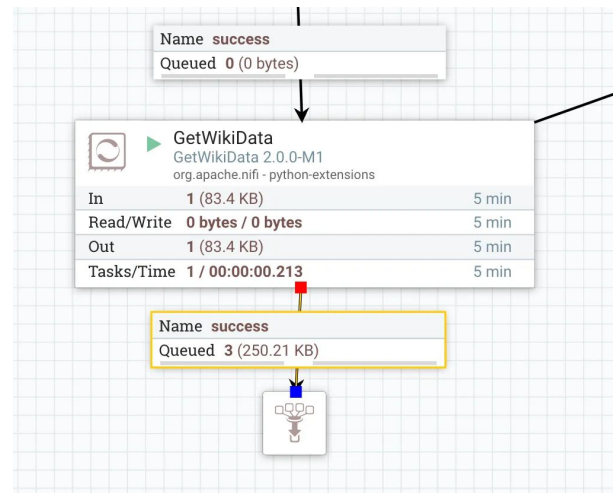 Name success
Queued 0 (0 bytes)
GetWikiData
GetWikiData 2.0.0-M1
org.apache.nifi - python-extensions
In 1 (83.4 KB) 5 min
Read/Write 0 bytes / 0 bytes 5 min
Out 1 (83.4 KB) 5 min
Tasks/Time 1 / 00:00:00.213 5 min
Name success
Queued 3 (250.21 KB)